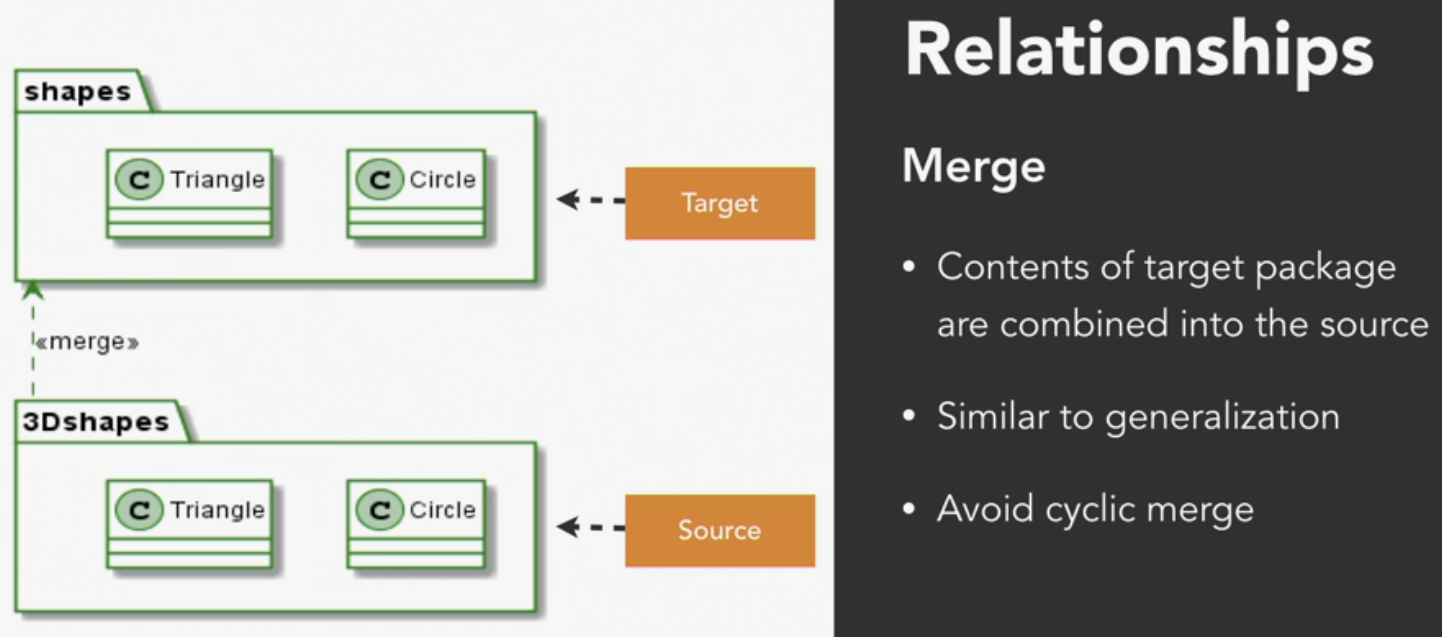 shapes
C Triangle
C Circle
Target
«merge»
3Dshapes
C Triangle
C Circle
Source
Relationships
Merge
• Contents of target package
are combined into the source
• Similar to generalization
• Avoid cyclic merge